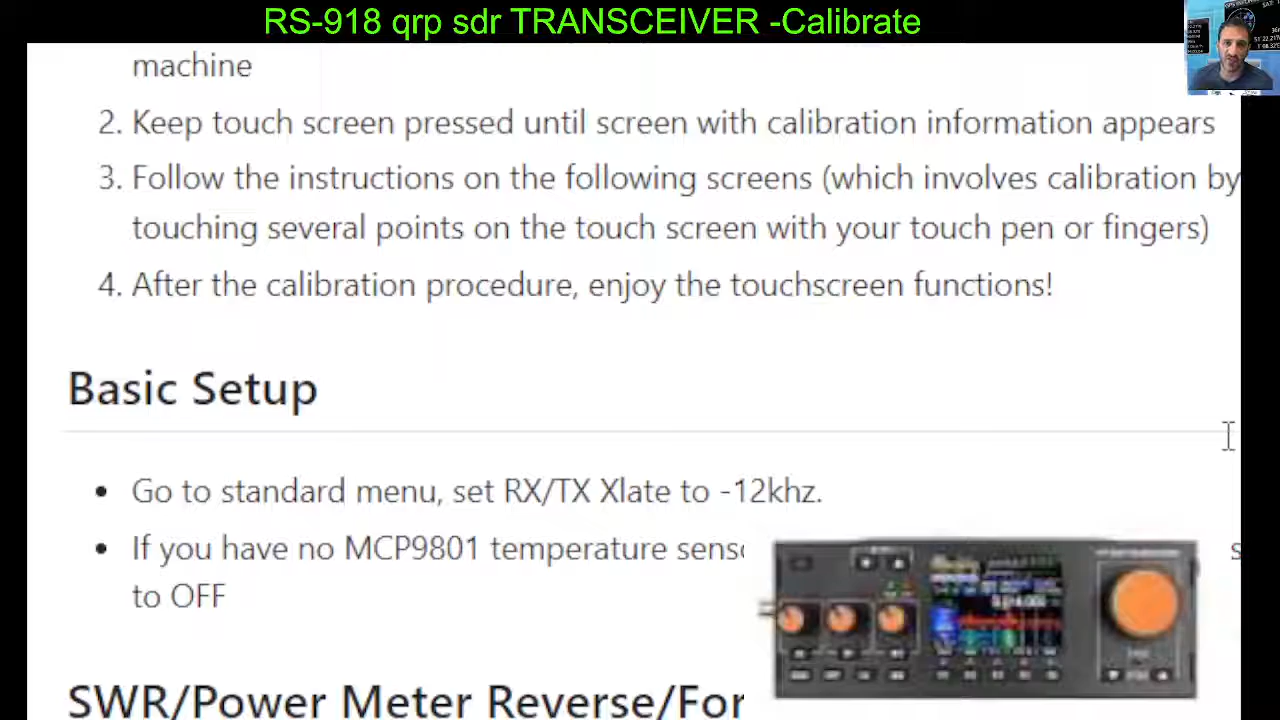 RS-918 qrp sdr TRANSCEIVER -Calibrate
machine
2. Keep touch screen pressed until screen with calibration information appears
3. Follow the instructions on the following screens (which involves calibration by
touching several points on the touch screen with your touch pen or fingers)
4. After the calibration procedure, enjoy the touchscreen functions!
Basic Setup
• Go to standard menu, set RX/TX Xlate to -12khz.
• If you have no MCP9801 temperature
to OFF
SWR/Power Meter